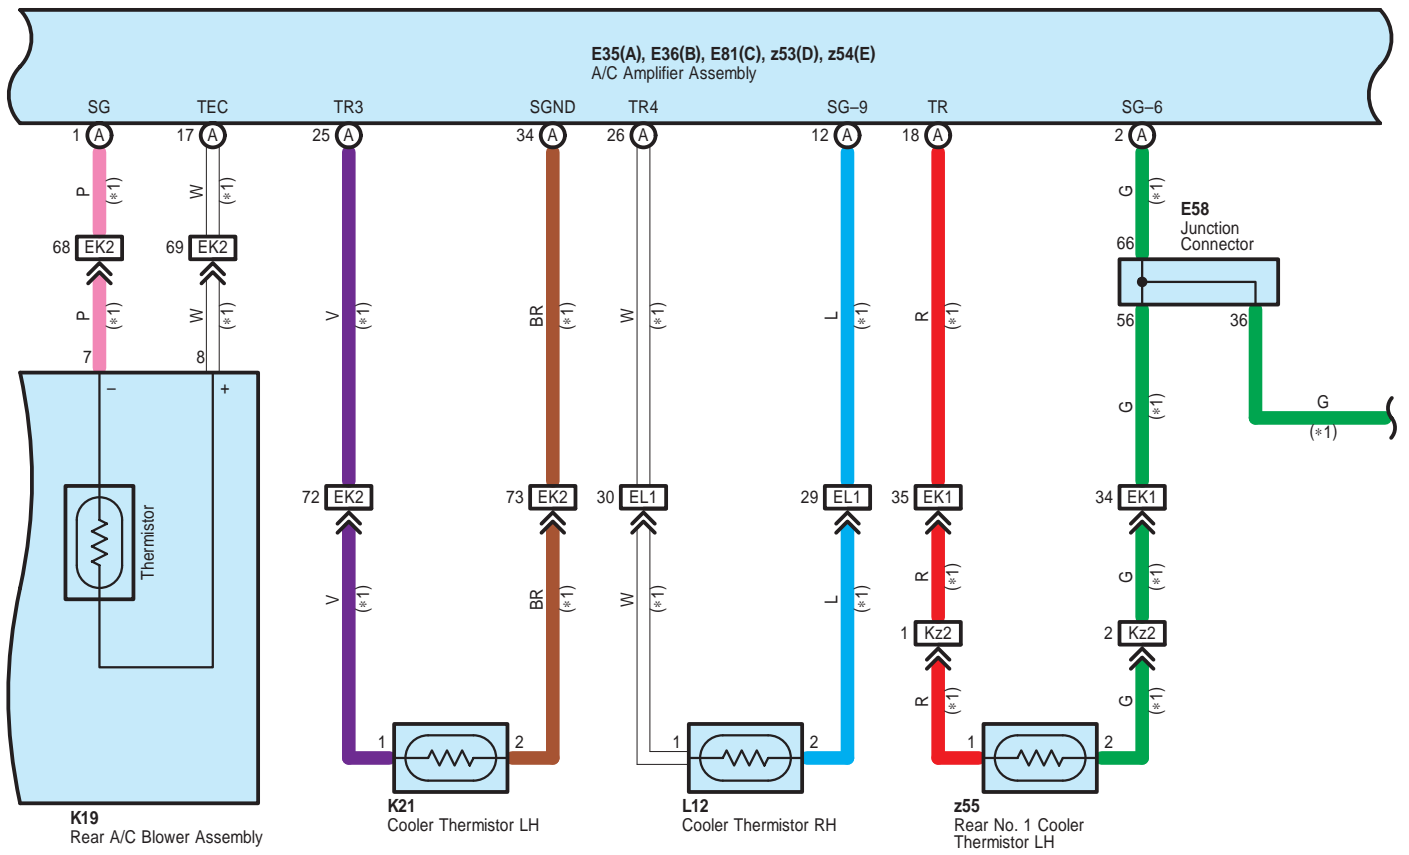 E35(A), E36(B), E81(C), z53(D), z54(E)
A/C Amplifier Assembly
SG TEC TR3 SGND TR4 SG–9 TR SG–6
1 A 17 A 25 A 34 A 26 A 12 A 18 A 2 A
P (*1) W (*1) G (*1)
E58
Junction
Connector
66
68 EK2 69 EK2
P (*1) W (*1) V (*1) BR (*1) W (*1) L (*1) R (*1)
56 36
7 8
– +
G (*1) G
(*1)
72 EK2 73 EK2 30 EL1 29 EL1 35 EK1 34 EK1
Thermistor
V (*1) BR (*1) W (*1) L (*1) R (*1) G (*1)
1 Kz2 2 Kz2
R (*1) G (*1)
1 2 1 2 1 2
K19
Rear A/C Blower Assembly
K21
Cooler Thermistor LH
L12
Cooler Thermistor RH
z55
Rear No. 1 Cooler
Thermistor LH